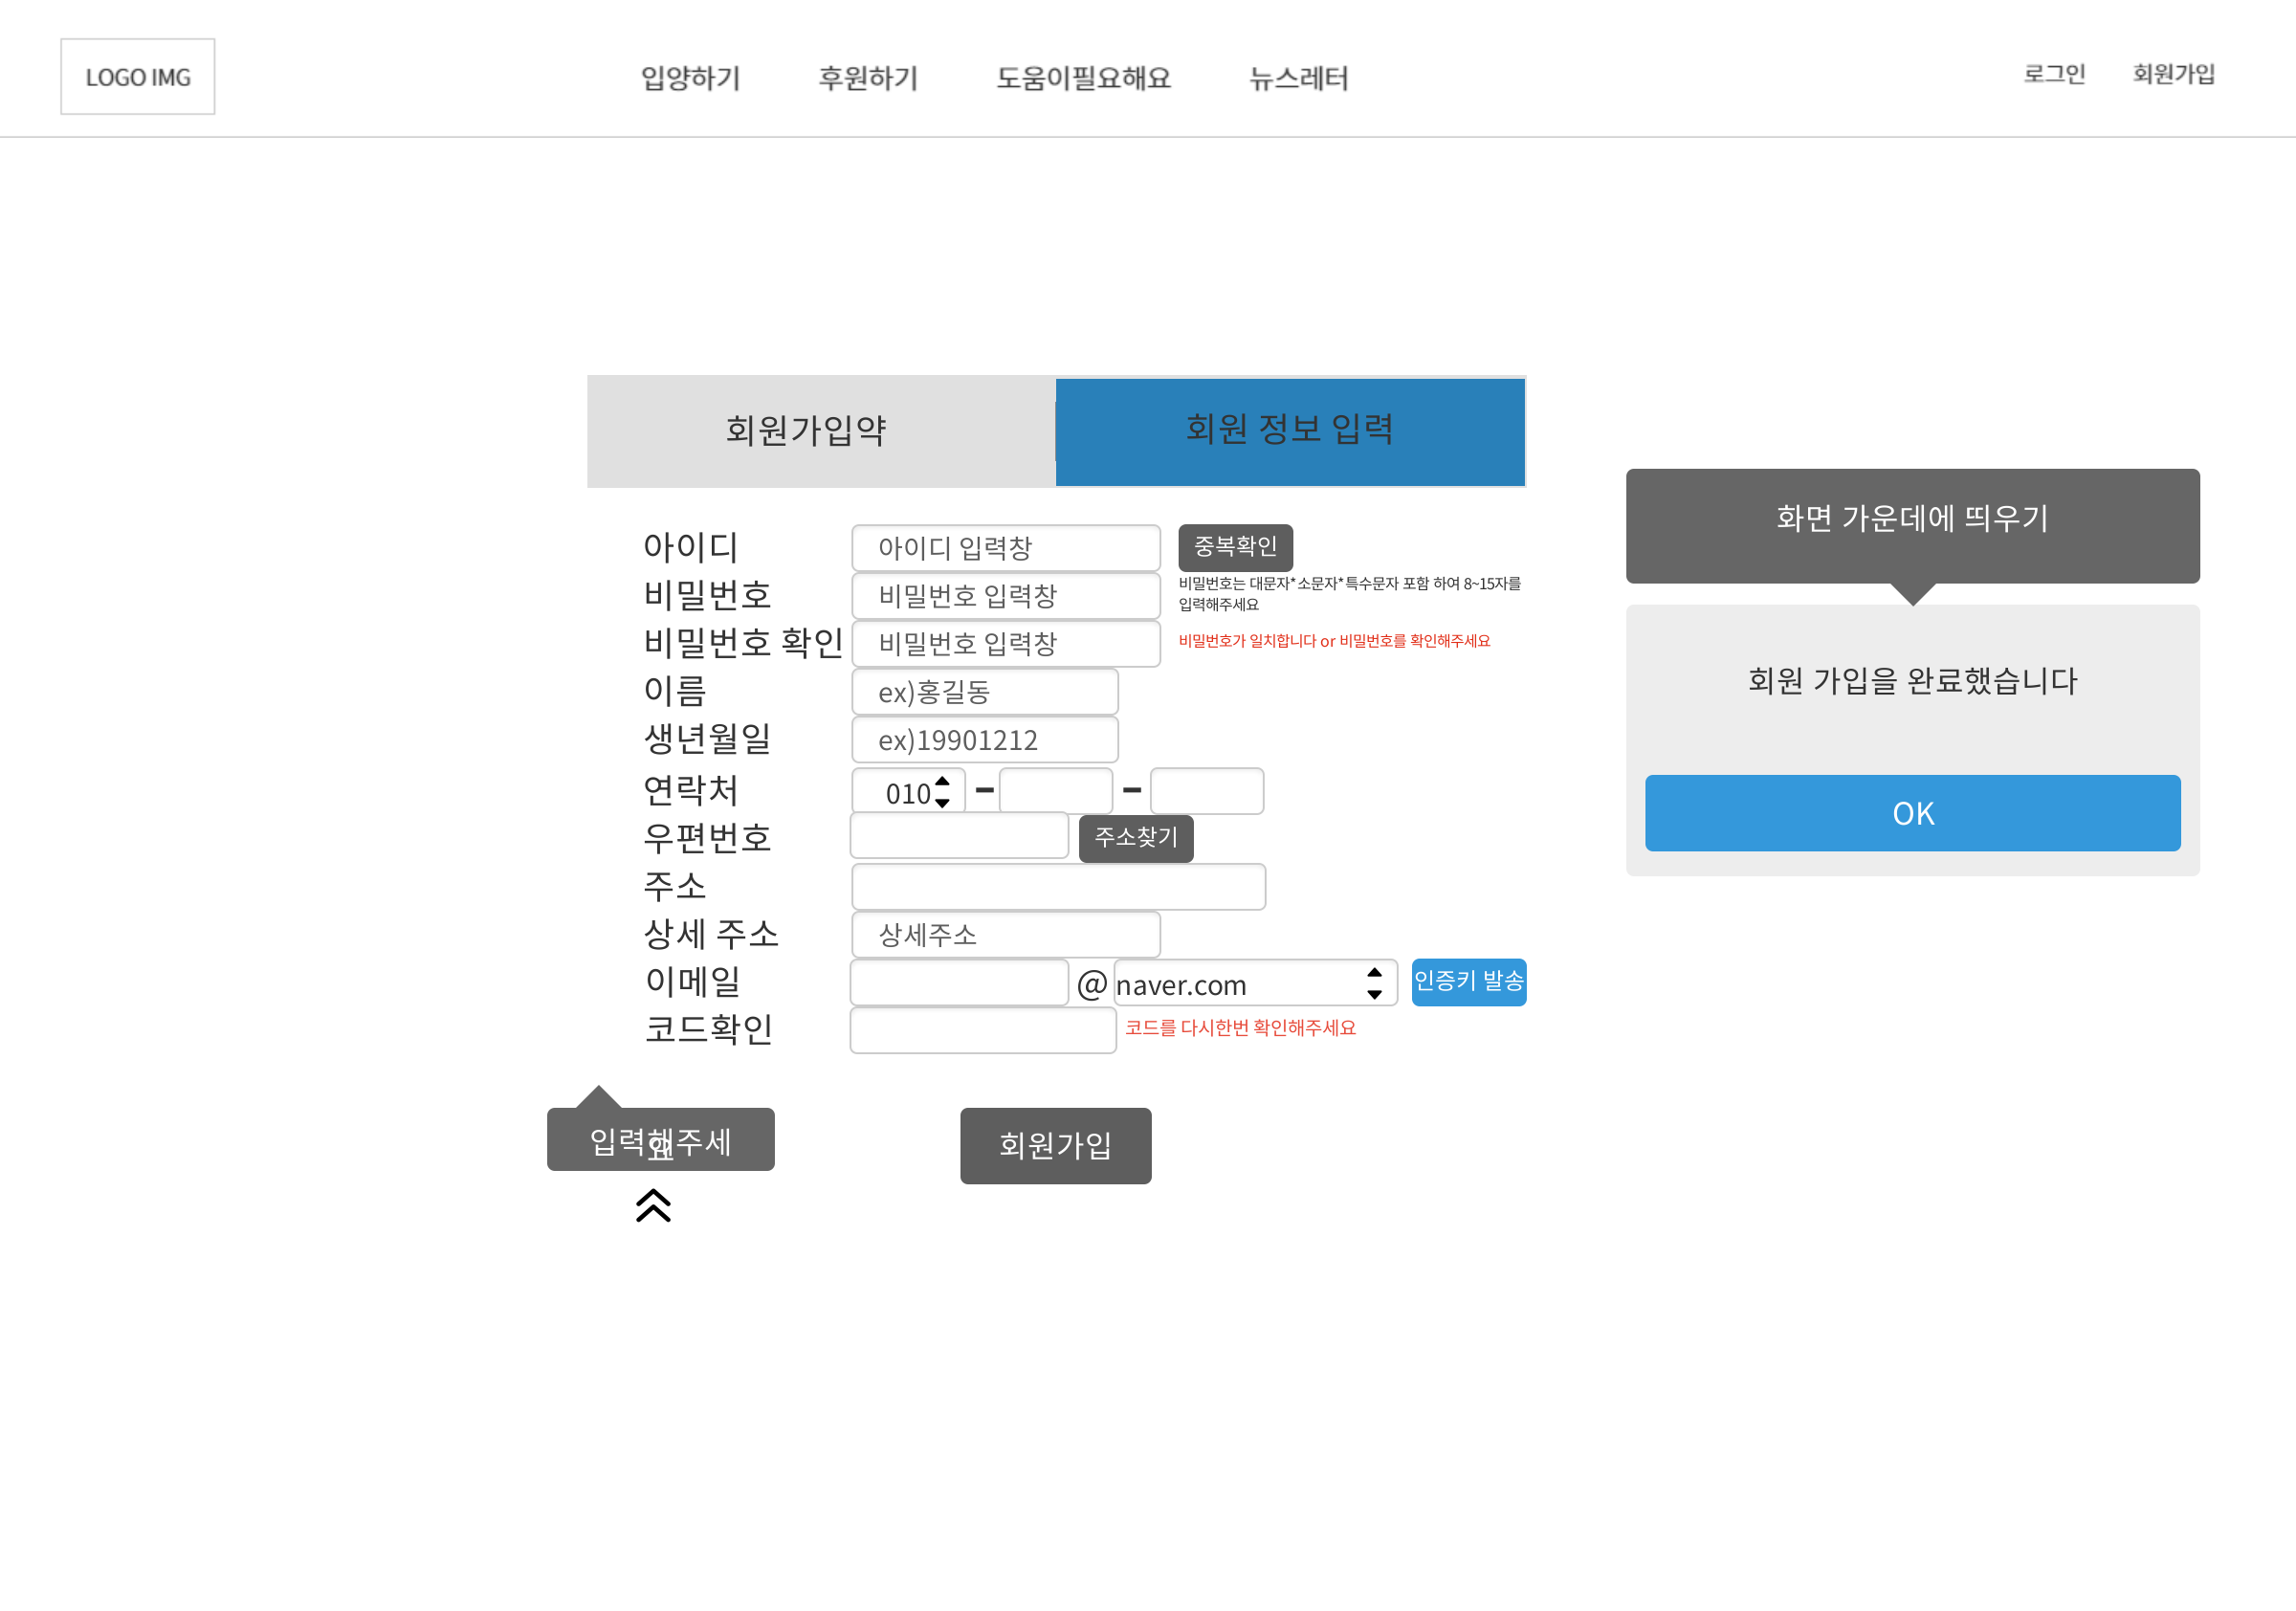 LOGO IMG
입양하기
후원하기
도움이필요해요
뉴스레터
로그인
회원가입
회원가입약
회원 정보 입력
아이디
아이디 입력창
중복확인
비밀번호
비밀번호 입력창
비밀번호는 대문자*소문자*특수문자 포함 하여 8~15자를
입력해주세요
비밀번호 확인
비밀번호 입력창
비밀번호가 일치합니다 or 비밀번호를 확인해주세요
이름
ex)홍길동
생년월일
ex)19901212
연락처
010
-
-
우편번호
주소찾기
주소
상세 주소
상세주소
이메일
@
naver.com
인증키 발송
코드확인
코드를 다시한번 확인해주세요
입력해주세
요
회원가입
화면 가운데에 띄우기
회원 가입을 완료했습니다
OK